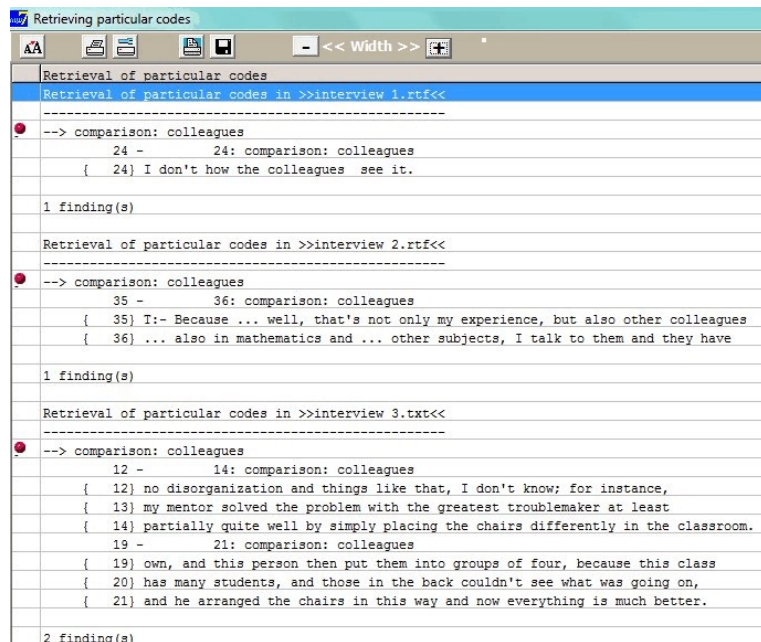 Retrieving particular codes
AA - << Width >> +
Retrieval of particular codes
Retrieval of particular codes in >>interview 1.rtf<<
----------------------------------------------------
--> comparison: colleagues
24 - 24: comparison: colleagues
{ 24} I don't how the colleagues see it.
1 finding(s)
Retrieval of particular codes in >>interview 2.rtf<<
----------------------------------------------------
--> comparison: colleagues
35 - 36: comparison: colleagues
{ 35} T:- Because ... well, that's not only my experience, but also other colleagues
{ 36} ... also in mathematics and ... other subjects, I talk to them and they have
1 finding(s)
Retrieval of particular codes in >>interview 3.txt<<
----------------------------------------------------
--> comparison: colleagues
12 - 14: comparison: colleagues
{ 12} no disorganization and things like that, I don't know; for instance,
{ 13} my mentor solved the problem with the greatest troublemaker at least
{ 14} partially quite well by simply placing the chairs differently in the classroom.
19 - 21: comparison: colleagues
{ 19} own, and this person then put them into groups of four, because this class
{ 20} has many students, and those in the back couldn't see what was going on,
{ 21} and he arranged the chairs in this way and now everything is much better.
2 finding(s)